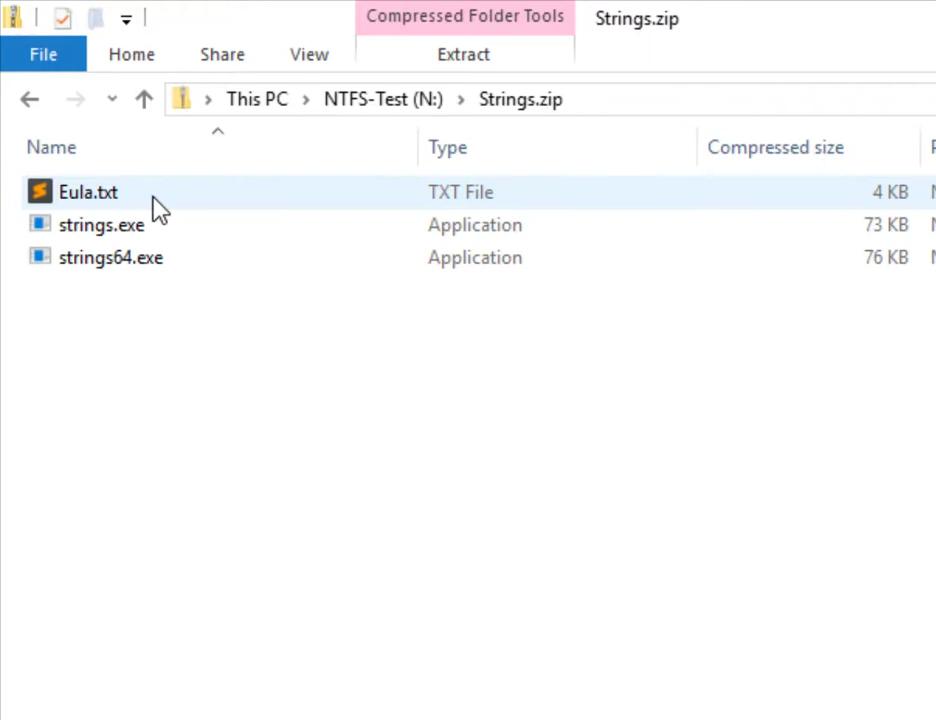 Compressed Folder Tools Strings.zip
File Home Share View Extract
This PC NTFS-Test (N:) Strings.zip
Name Type Compressed size
Eula.txt TXT File 4 KB
strings.exe Application 73 KB
strings64.exe Application 76 KB